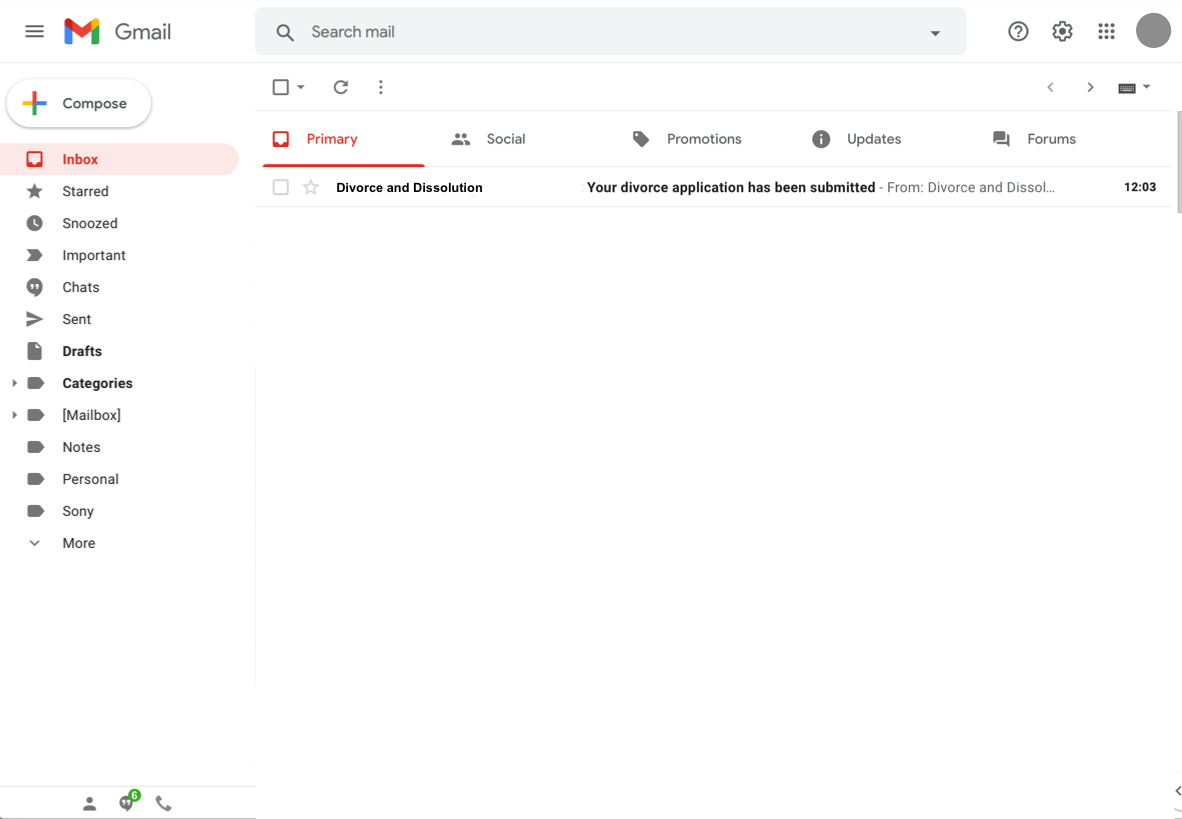 Gmail
Search mail
Compose
Primary
Social
Promotions
Updates
Forums
Inbox
Divorce and Dissolution
Your divorce application has been submitted - From: Divorce and Dissol...
12:03
Starred
Snoozed
Important
Chats
Sent
Drafts
Categories
[Mailbox]
Notes
Personal
Sony
More
6